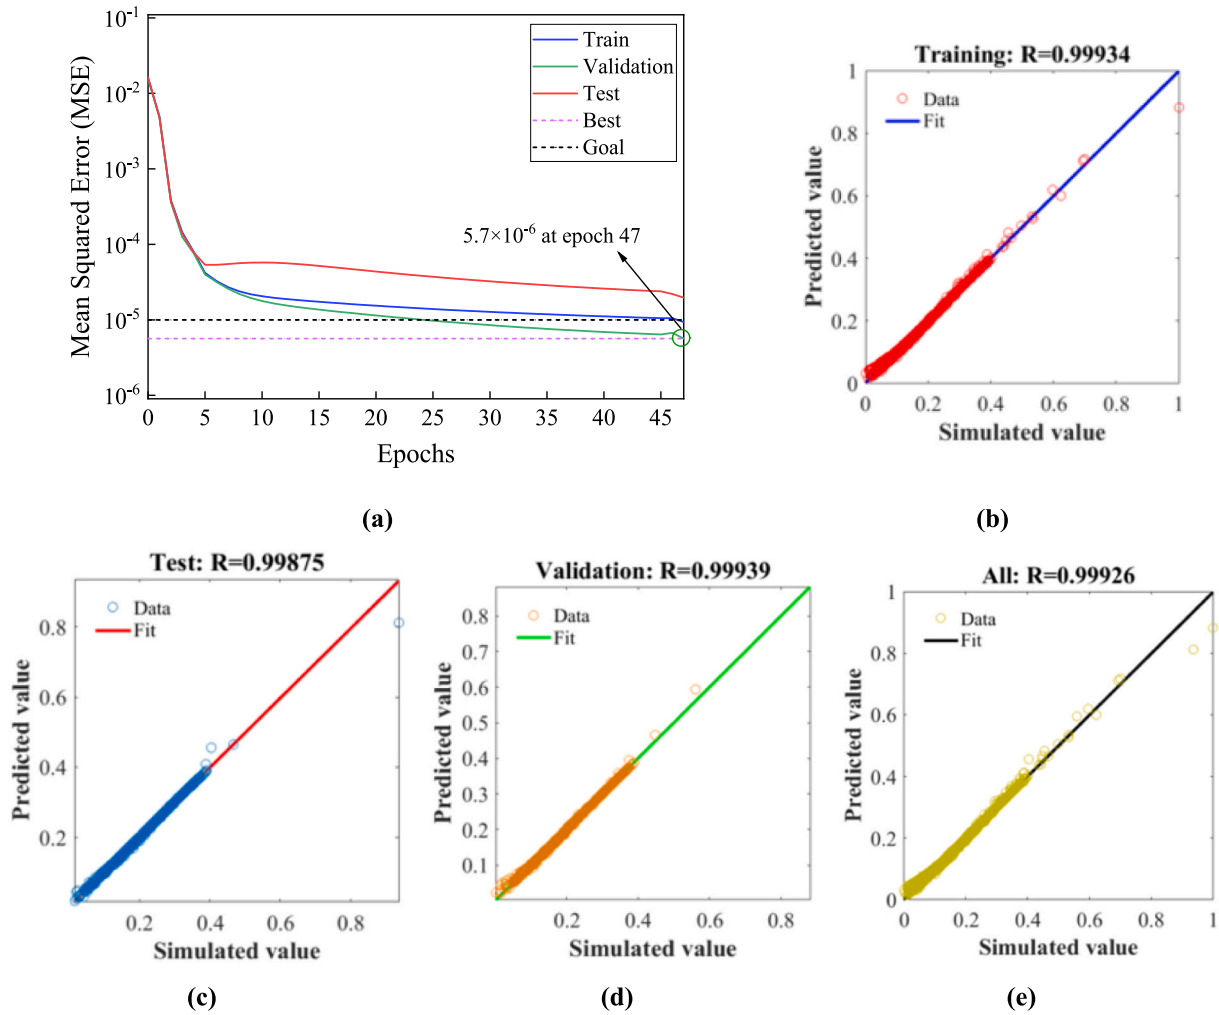 10⁻¹
10⁻²
10⁻³
10⁻⁴
10⁻⁵
10⁻⁶
Mean Squared Error (MSE)
Train
Validation
Test
Best
Goal
5.7×10⁻⁶ at epoch 47
0 5 10 15 20 25 30 35 40 45
Epochs
(a)
Training: R=0.99934
Data
Fit
1
0.8
0.6
0.4
0.2
0
Predicted value
0 0.2 0.4 0.6 0.8 1
Simulated value
(b)
Test: R=0.99875
Data
Fit
0.8
0.6
0.4
0.2
Predicted value
0.2 0.4 0.6 0.8
Simulated value
(c)
Validation: R=0.99939
Data
Fit
0.8
0.7
0.6
0.5
0.4
0.3
0.2
0.1
Predicted value
0.2 0.4 0.6 0.8
Simulated value
(d)
All: R=0.99926
Data
Fit
1
0.8
0.6
0.4
0.2
0
Predicted value
0 0.2 0.4 0.6 0.8 1
Simulated value
(e)